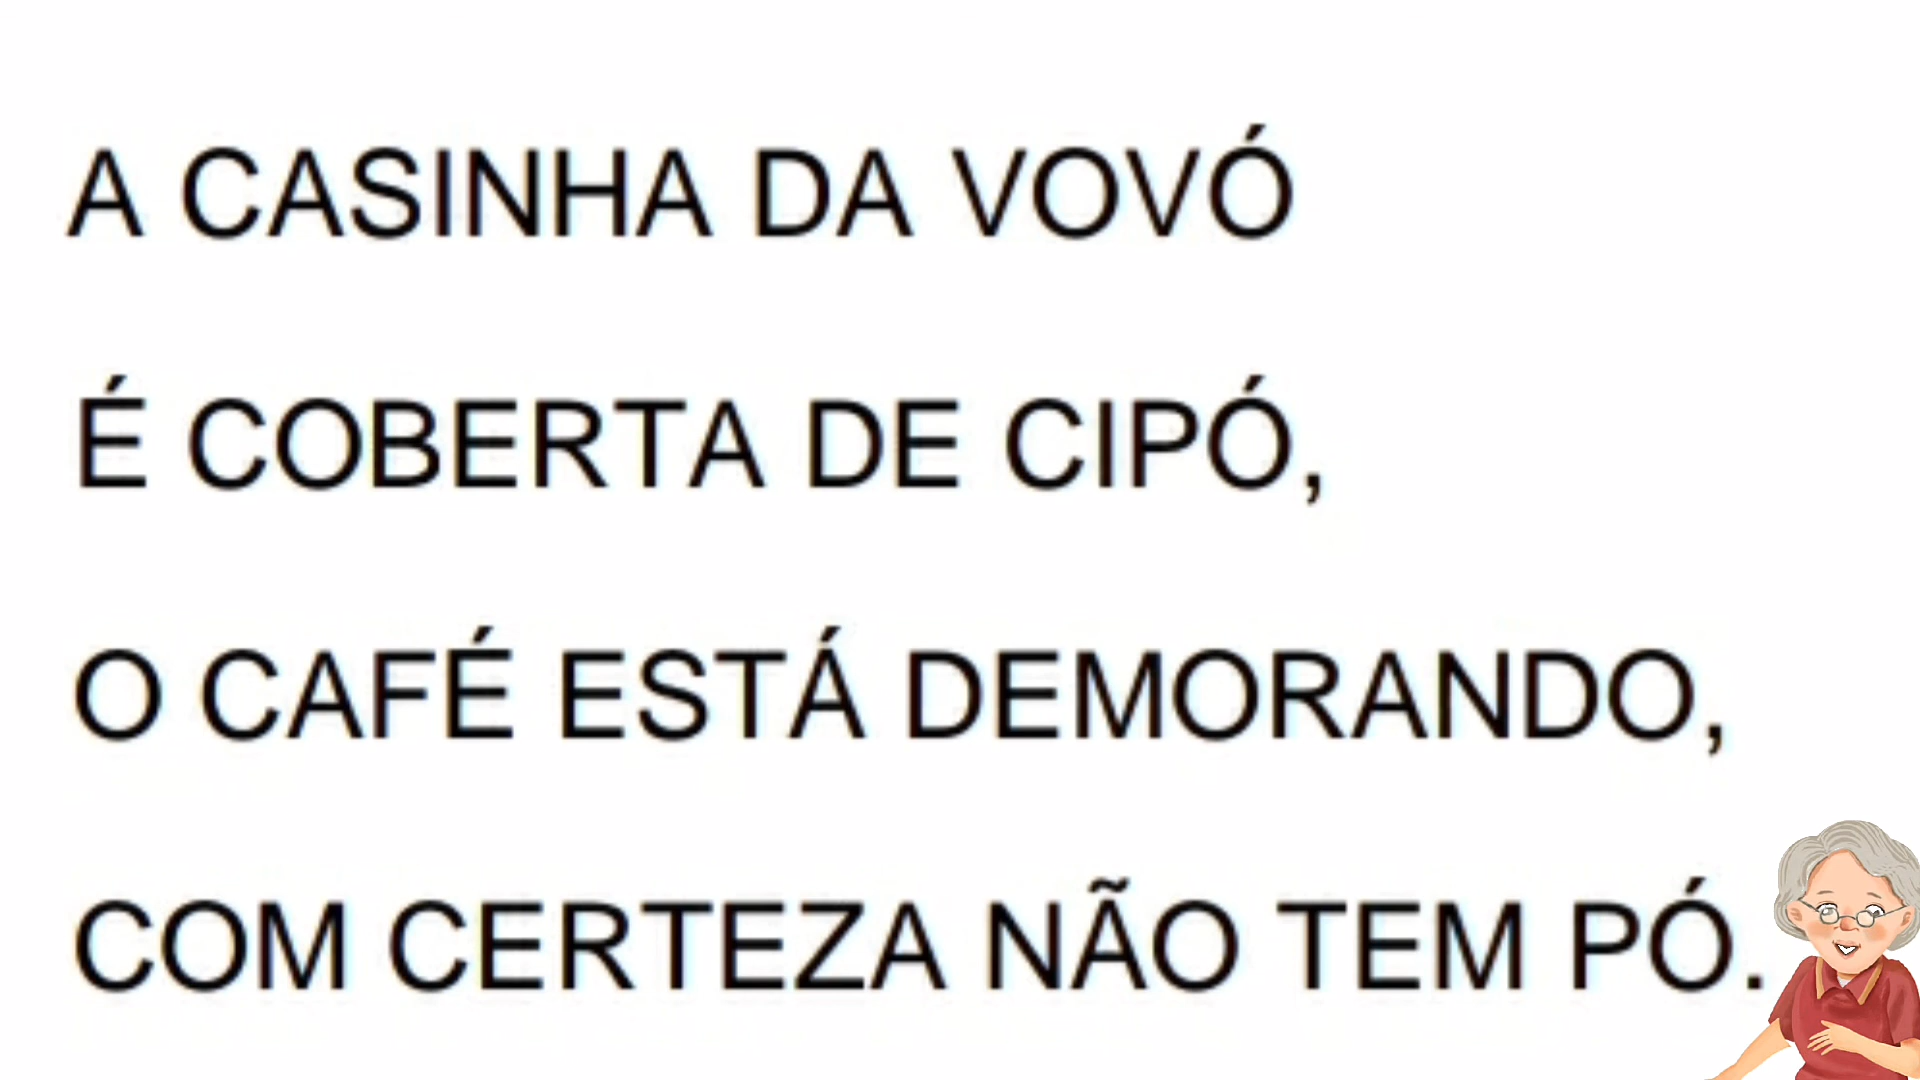 A CASINHA DA VOVÓ
É COBERTA DE CIPÓ,
O CAFÉ ESTÁ DEMORANDO,
COM CERTEZA NÃO TEM PÓ.